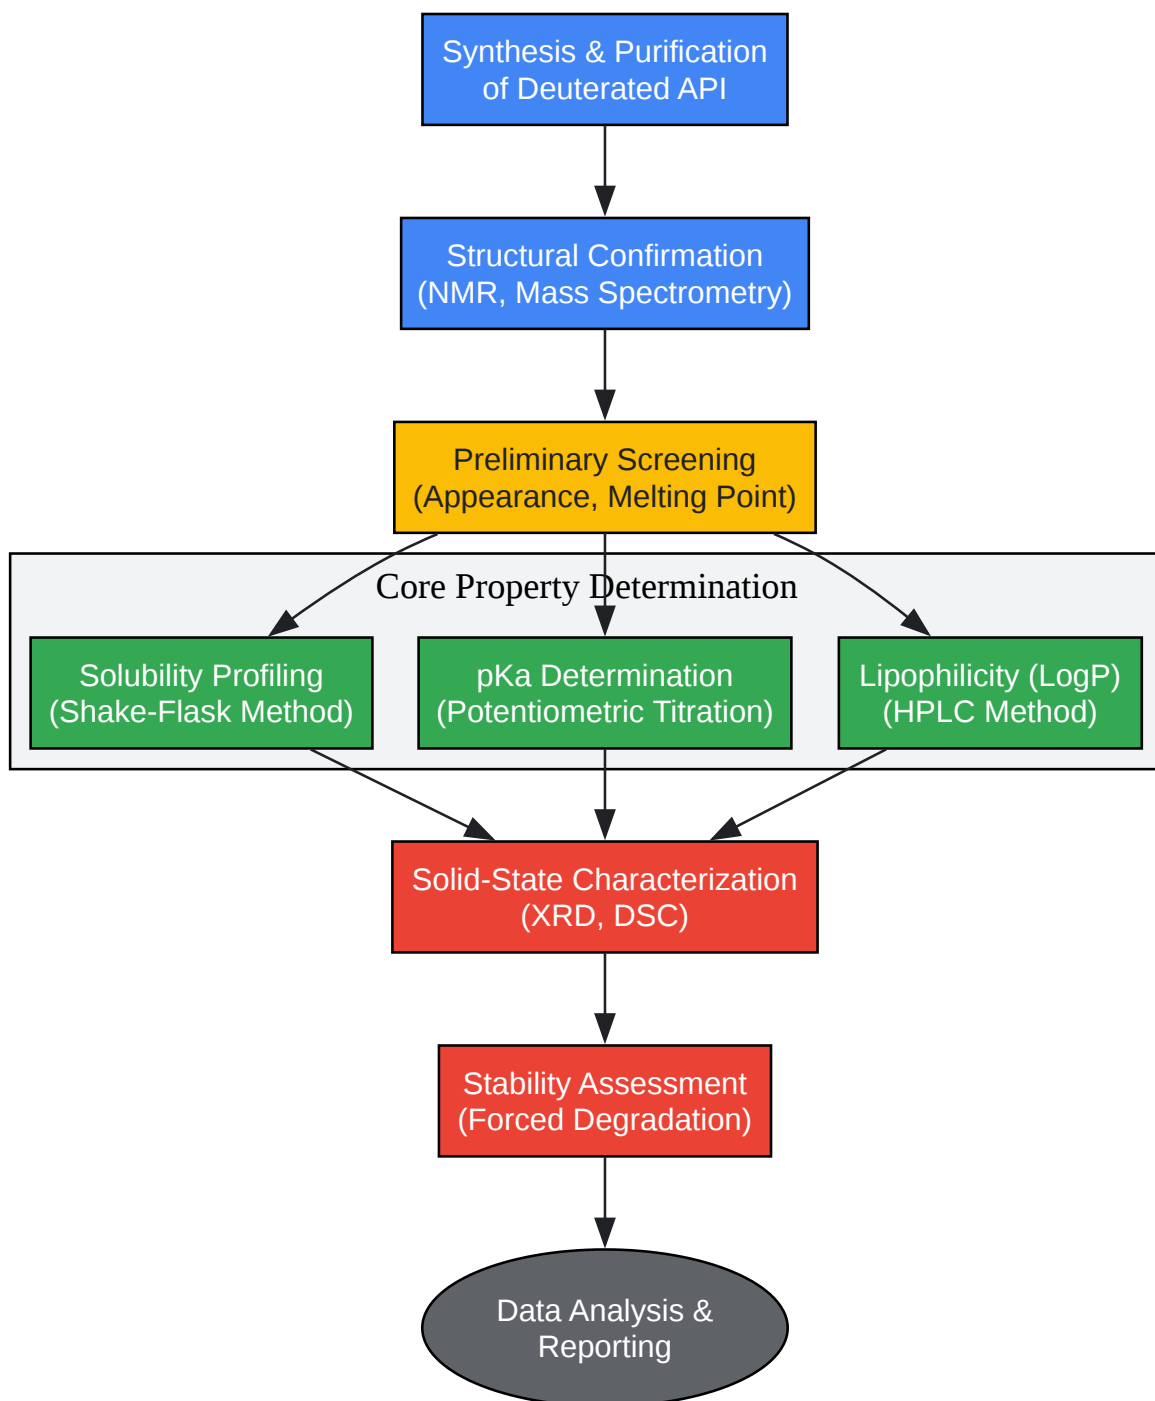 Synthesis & Purification
of Deuterated API
Structural Confirmation
(NMR, Mass Spectrometry)
Preliminary Screening
(Appearance, Melting Point)
Core Property Determination
Solubility Profiling
(Shake-Flask Method)
pKa Determination
(Potentiometric Titration)
Lipophilicity (LogP)
(HPLC Method)
Solid-State Characterization
(XRD, DSC)
Stability Assessment
(Forced Degradation)
Data Analysis &
Reporting